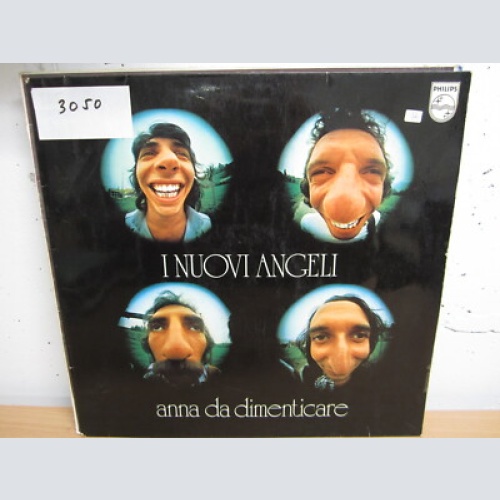 3050
PHILIPS
I NUOVI ANGELI
anna da dimenticare